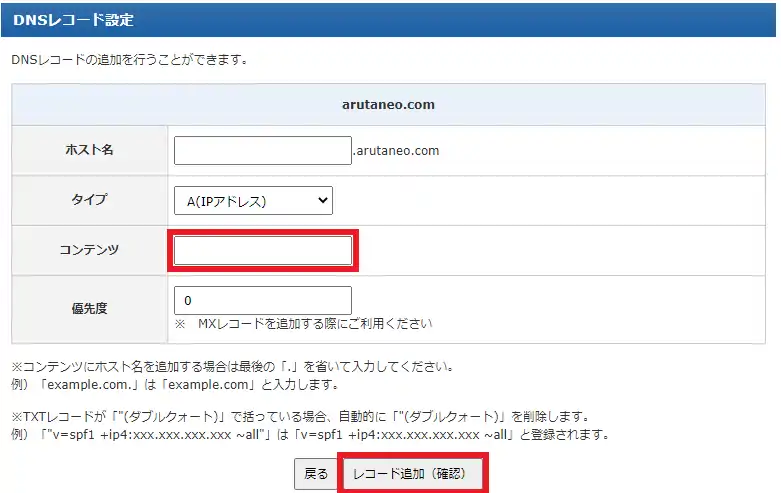 DNSレコード設定
DNSレコードの追加を行うことができます。
arutaneo.com
ホスト名 .arutaneo.com
タイプ A(IPアドレス)
コンテンツ
優先度 0
※　MXレコードを追加する際にご利用ください
※コンテンツにホスト名を追加する場合は最後の「.」を省いて入力してください。
例）「example.com.」は「example.com」と入力します。
※TXTレコードが「"(ダブルクォート)」で括っている場合、自動的に「"(ダブルクォート)」を削除します。
例）「"v=spf1 +ip4:xxx.xxx.xxx.xxx ~all"」は「v=spf1 +ip4:xxx.xxx.xxx.xxx ~all」と登録されます。
戻る レコード追加（確認）